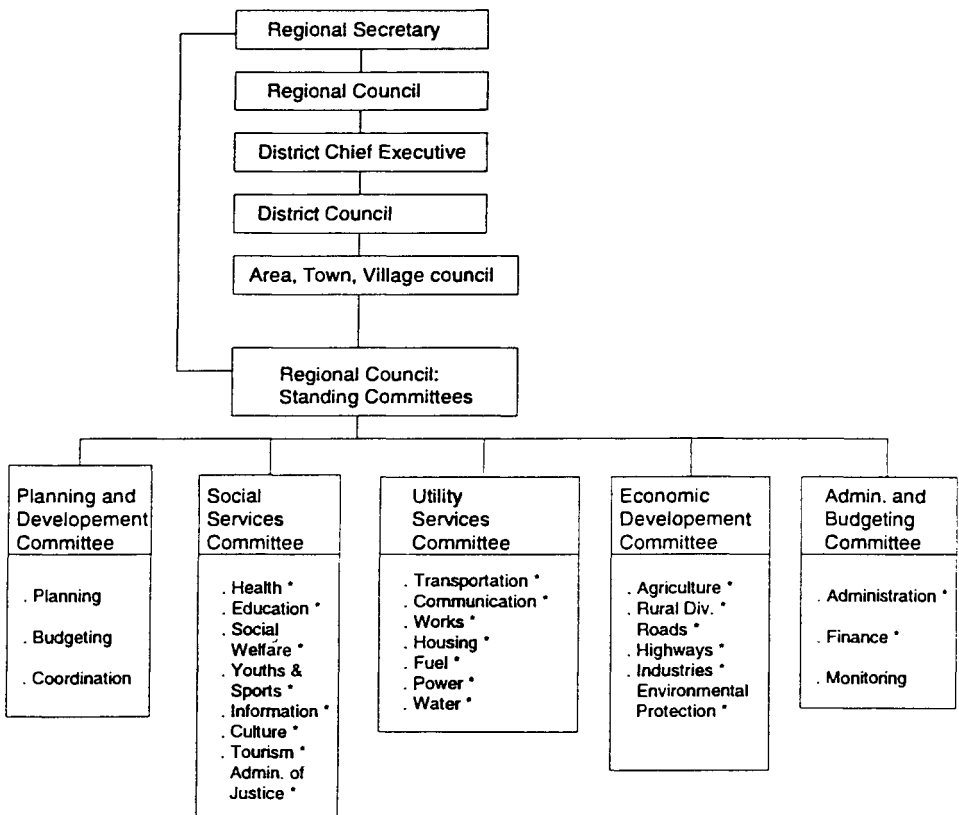 Regional Secretary
Regional Council
District Chief Executive
District Council
Area, Town, Village council
Regional Council:
Standing Committees
Planning and
Developement
Committee
. Planning
. Budgeting
. Coordination
Social
Services
Committee
. Health *
. Education *
. Social
Welfare *
. Youths &
Sports *
. Information *
. Culture *
. Tourism *
Admin. of
Justice *
Utility
Services
Committee
. Transportation *
. Communication *
. Works *
. Housing *
. Fuel *
. Power *
. Water *
Economic
Developement
Committee
. Agriculture *
. Rural Div. *
Roads *
. Highways *
. Industries *
Environmental
Protection *
Admin. and
Budgeting
Committee
. Administration *
. Finance *
. Monitoring